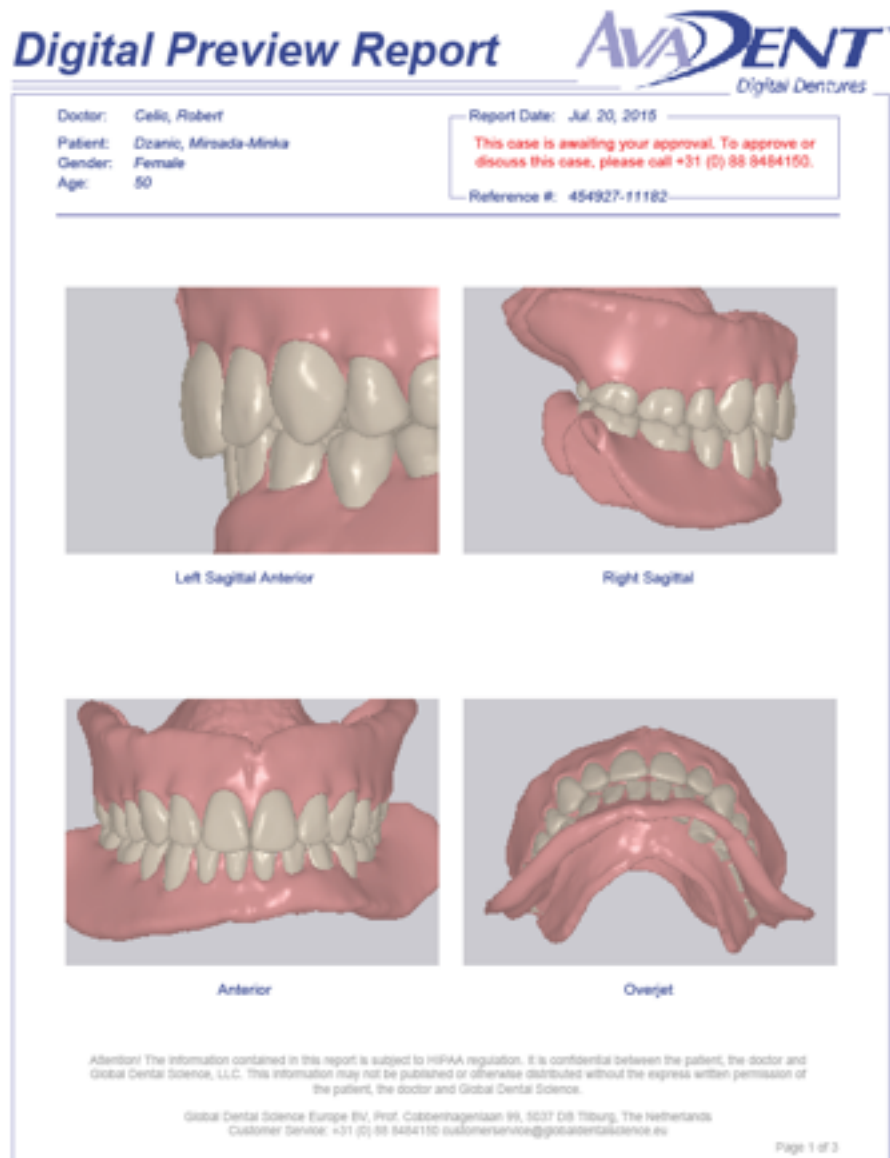 Digital Preview Report
AVADENT
Digital Dentures
Doctor: Celic, Robert
Patient: Dzanic, Mirsada-Minka
Gender: Female
Age: 50
Report Date: Jul. 20, 2015
This case is awaiting your approval. To approve or
discuss this case, please call +31 (0) 88 8484150.
Reference #: 454927-11182
Left Sagittal Anterior
Right Sagittal
Anterior
Overjet
Attention! The information contained in this report is subject to HIPAA regulation. It is confidential between the patient, the doctor and
Global Dental Science, LLC. This information may not be published or otherwise distributed without the express written permission of
the patient, the doctor and Global Dental Science.
Global Dental Science Europe BV, Prof. Cobbenhagenlaan 99, 5037 DB Tilburg, The Netherlands
Customer Service: +31 (0) 88 8484150 customerservice@globaldentalscience.eu
Page 1 of 3